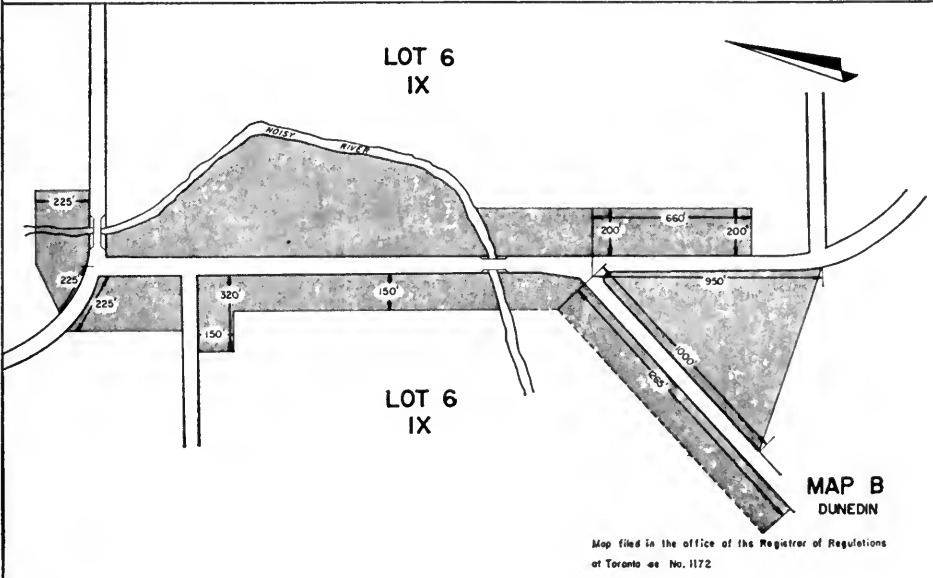 LOT 6
IX
NOISY
RIVER
225'
660'
200'
200'
225'
225'
320'
150'
950'
150'
1000'
1265'
LOT 6
IX
MAP B
DUNEDIN
Map filed in the office of the Registrar of Regulations
at Toronto as No. 1172